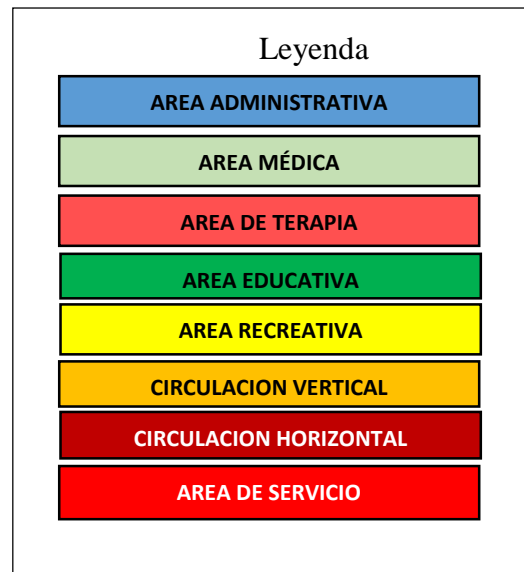 Leyenda
AREA ADMINISTRATIVA
AREA MÉDICA
AREA DE TERAPIA
AREA EDUCATIVA
AREA RECREATIVA
CIRCULACION VERTICAL
CIRCULACION HORIZONTAL
AREA DE SERVICIO